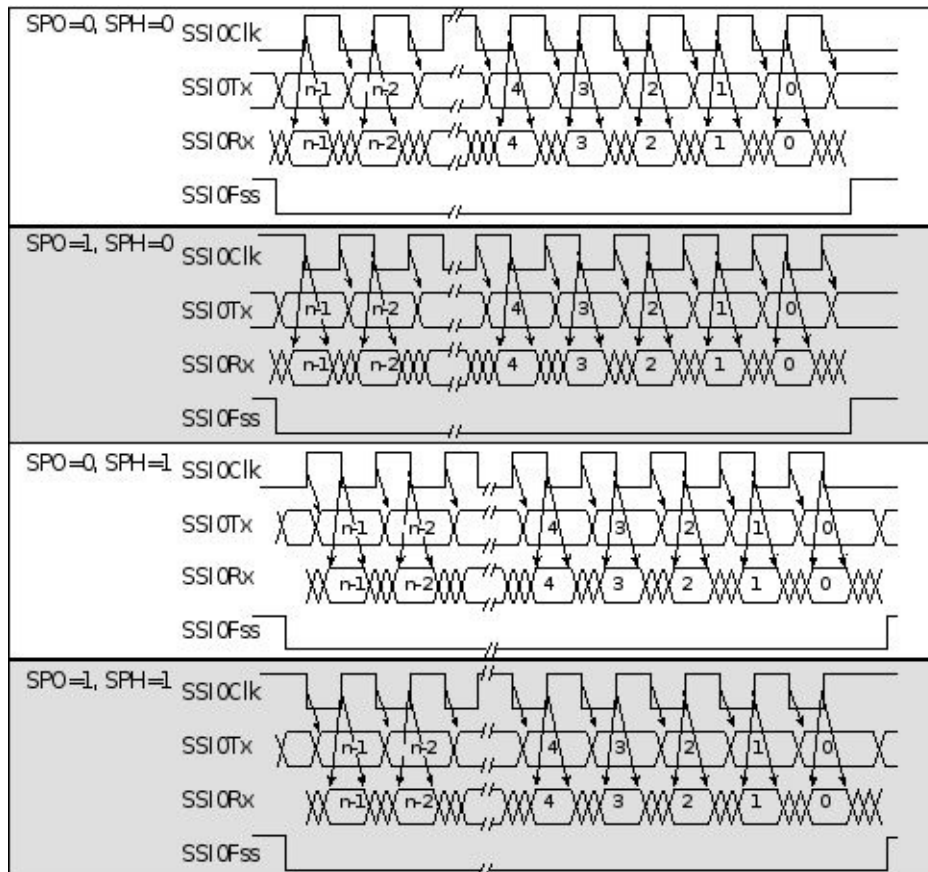 SPO=0, SPH=0
SSI0Clk
SSI0Tx n-1 n-2 4 3 2 1 0
SSI0Rx n-1 n-2 4 3 2 1 0
SSI0Fss
SPO=1, SPH=0
SSI0Clk
SSI0Tx n-1 n-2 4 3 2 1 0
SSI0Rx n-1 n-2 4 3 2 1 0
SSI0Fss
SPO=0, SPH=1
SSI0Clk
SSI0Tx n-1 n-2 4 3 2 1 0
SSI0Rx n-1 n-2 4 3 2 1 0
SSI0Fss
SPO=1, SPH=1
SSI0Clk
SSI0Tx n-1 n-2 4 3 2 1 0
SSI0Rx n-1 n-2 4 3 2 1 0
SSI0Fss